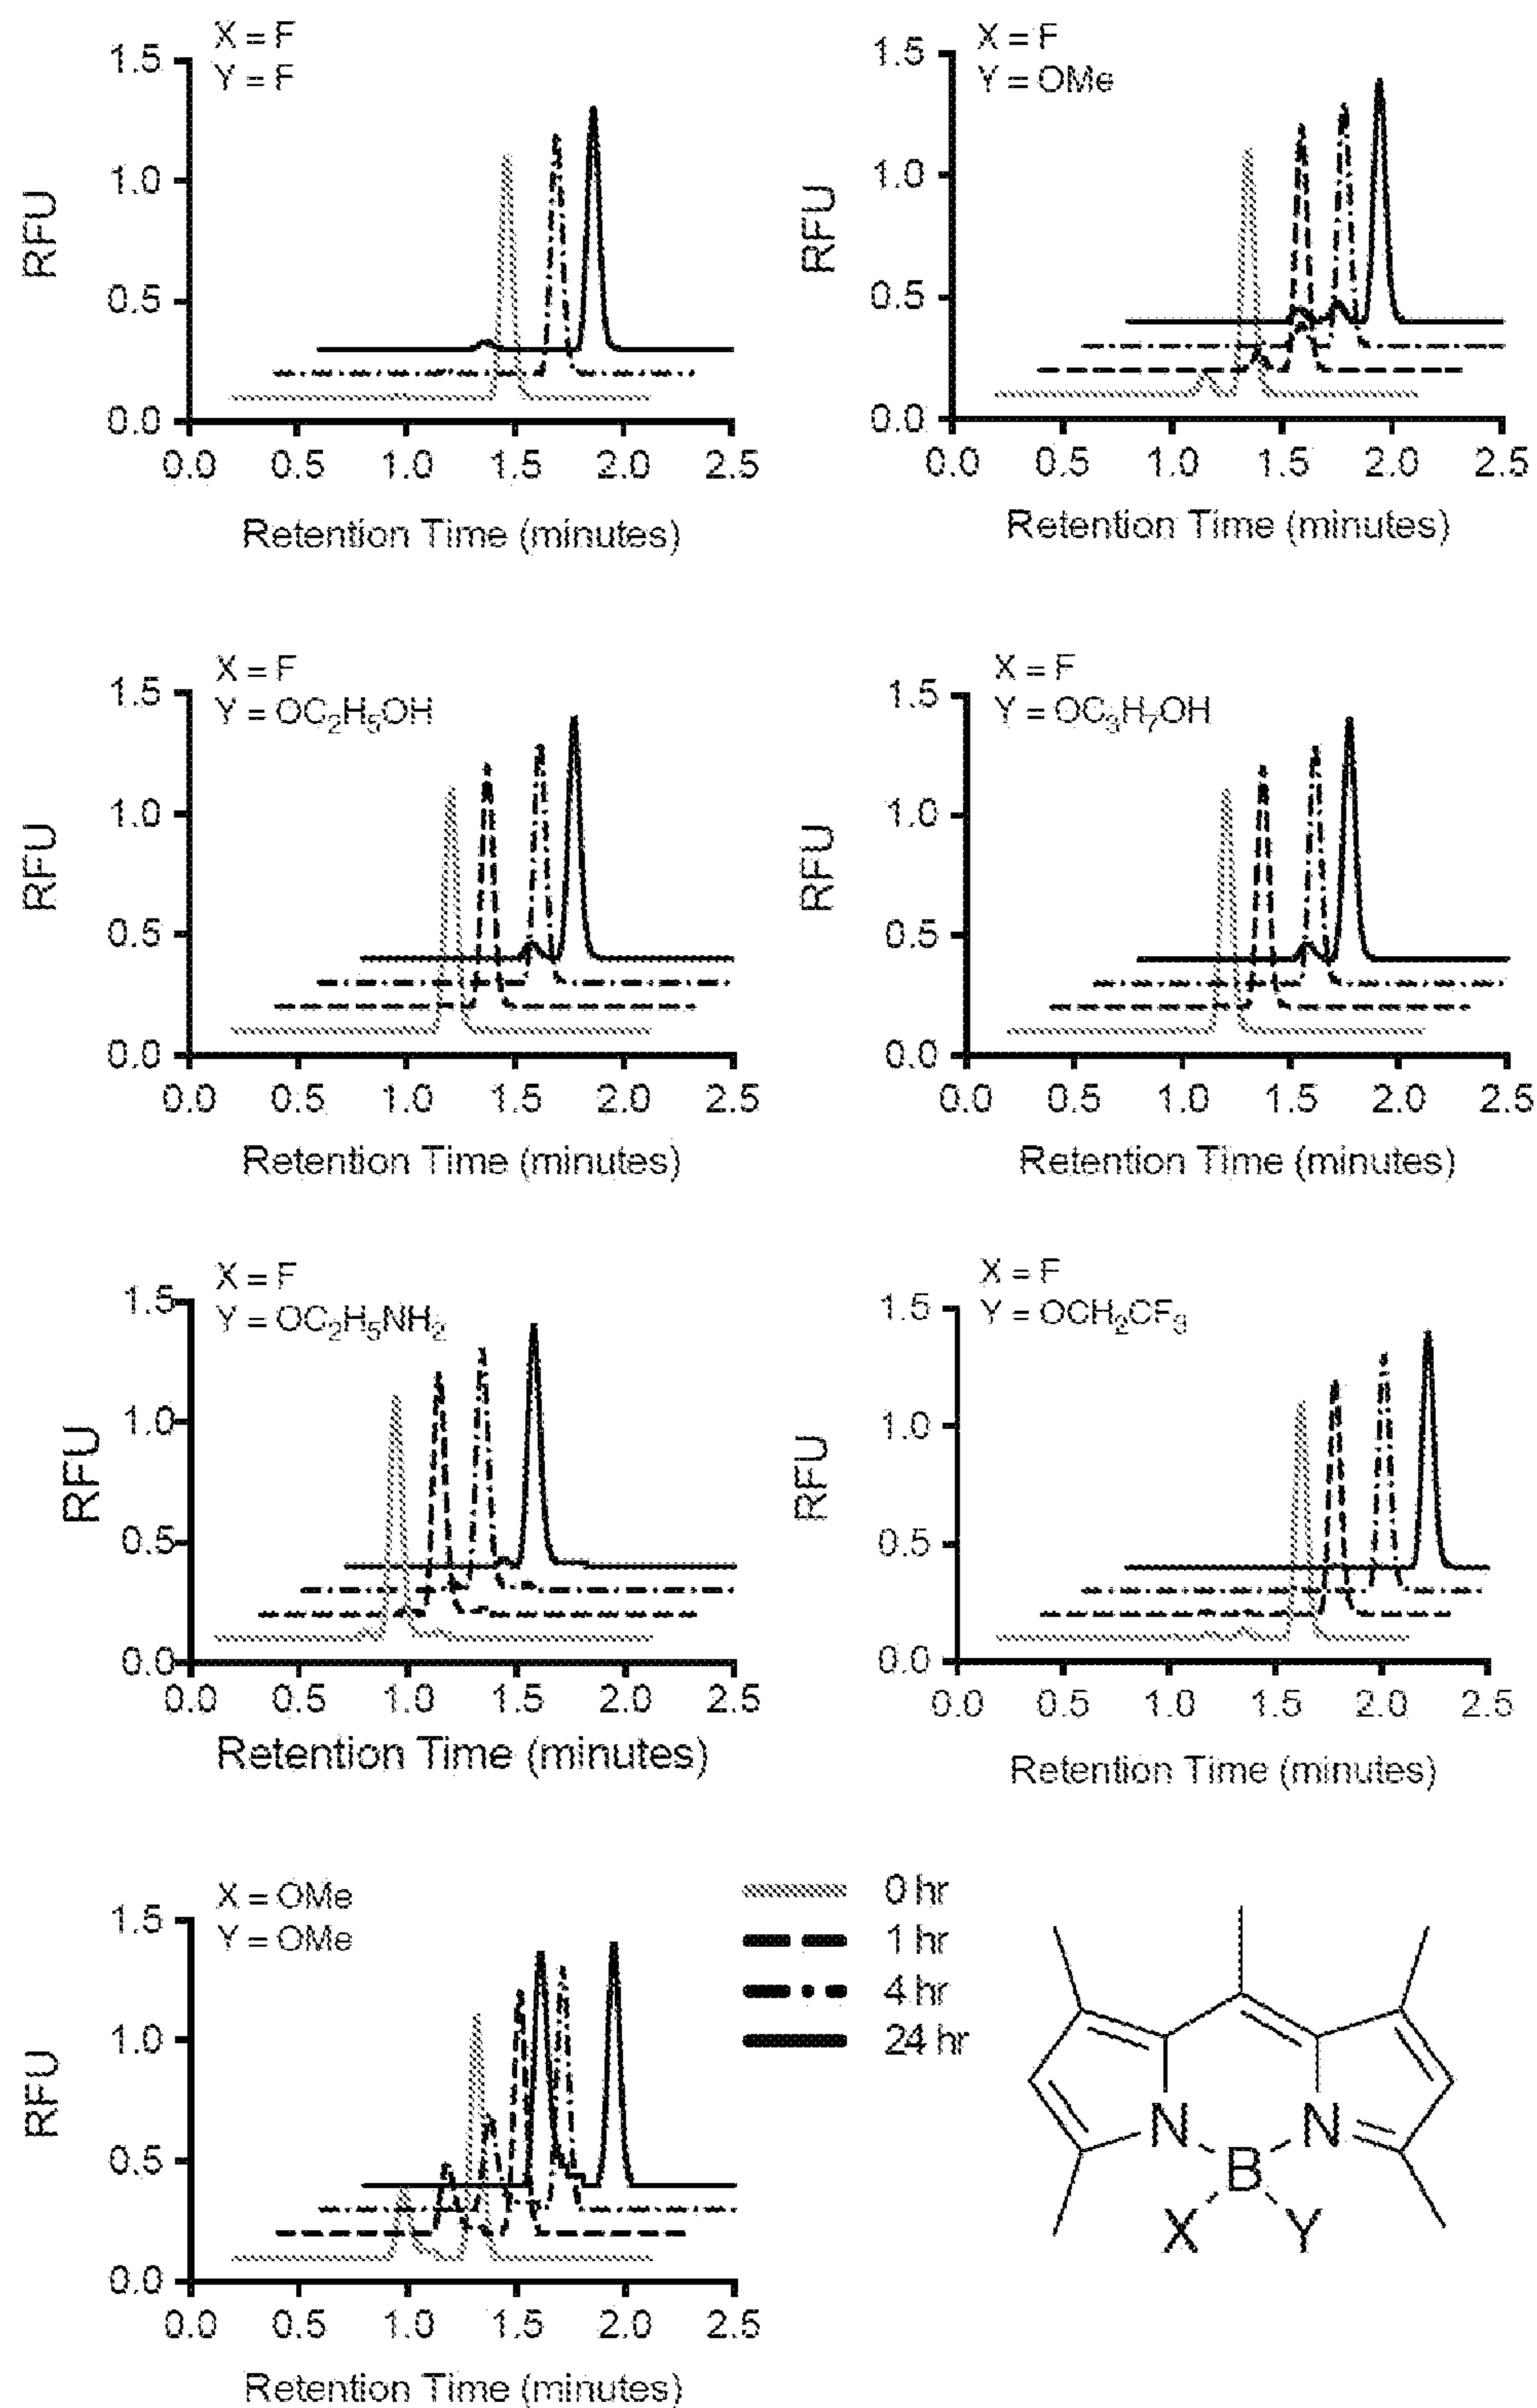 X = F
Y = F
1.5
1.0
0.5
0.0
RFU
0.0 0.5 1.0 1.5 2.0 2.5
Retention Time (minutes)
X = F
Y = OMe
1.5
1.0
0.5
0.0
RFU
0.0 0.5 1.0 1.5 2.0 2.5
Retention Time (minutes)
X = F
Y = OC₂H₅OH
1.5
1.0
0.5
0.0
RFU
0.0 0.5 1.0 1.5 2.0 2.5
Retention Time (minutes)
X = F
Y = OC₃H₇OH
1.5
1.0
0.5
0.0
RFU
0.0 0.5 1.0 1.5 2.0 2.5
Retention Time (minutes)
X = F
Y = OC₂H₅NH₂
1.5
1.0
0.5
0.0
RFU
0.0 0.5 1.0 1.5 2.0 2.5
Retention Time (minutes)
X = F
Y = OCH₂CF₃
1.5
1.0
0.5
0.0
RFU
0.0 0.5 1.0 1.5 2.0 2.5
Retention Time (minutes)
X = OMe
Y = OMe
1.5
1.0
0.5
0.0
RFU
0.0 0.5 1.0 1.5 2.0 2.5
Retention Time (minutes)
0 hr
1 hr
4 hr
24 hr
N N
B
X Y